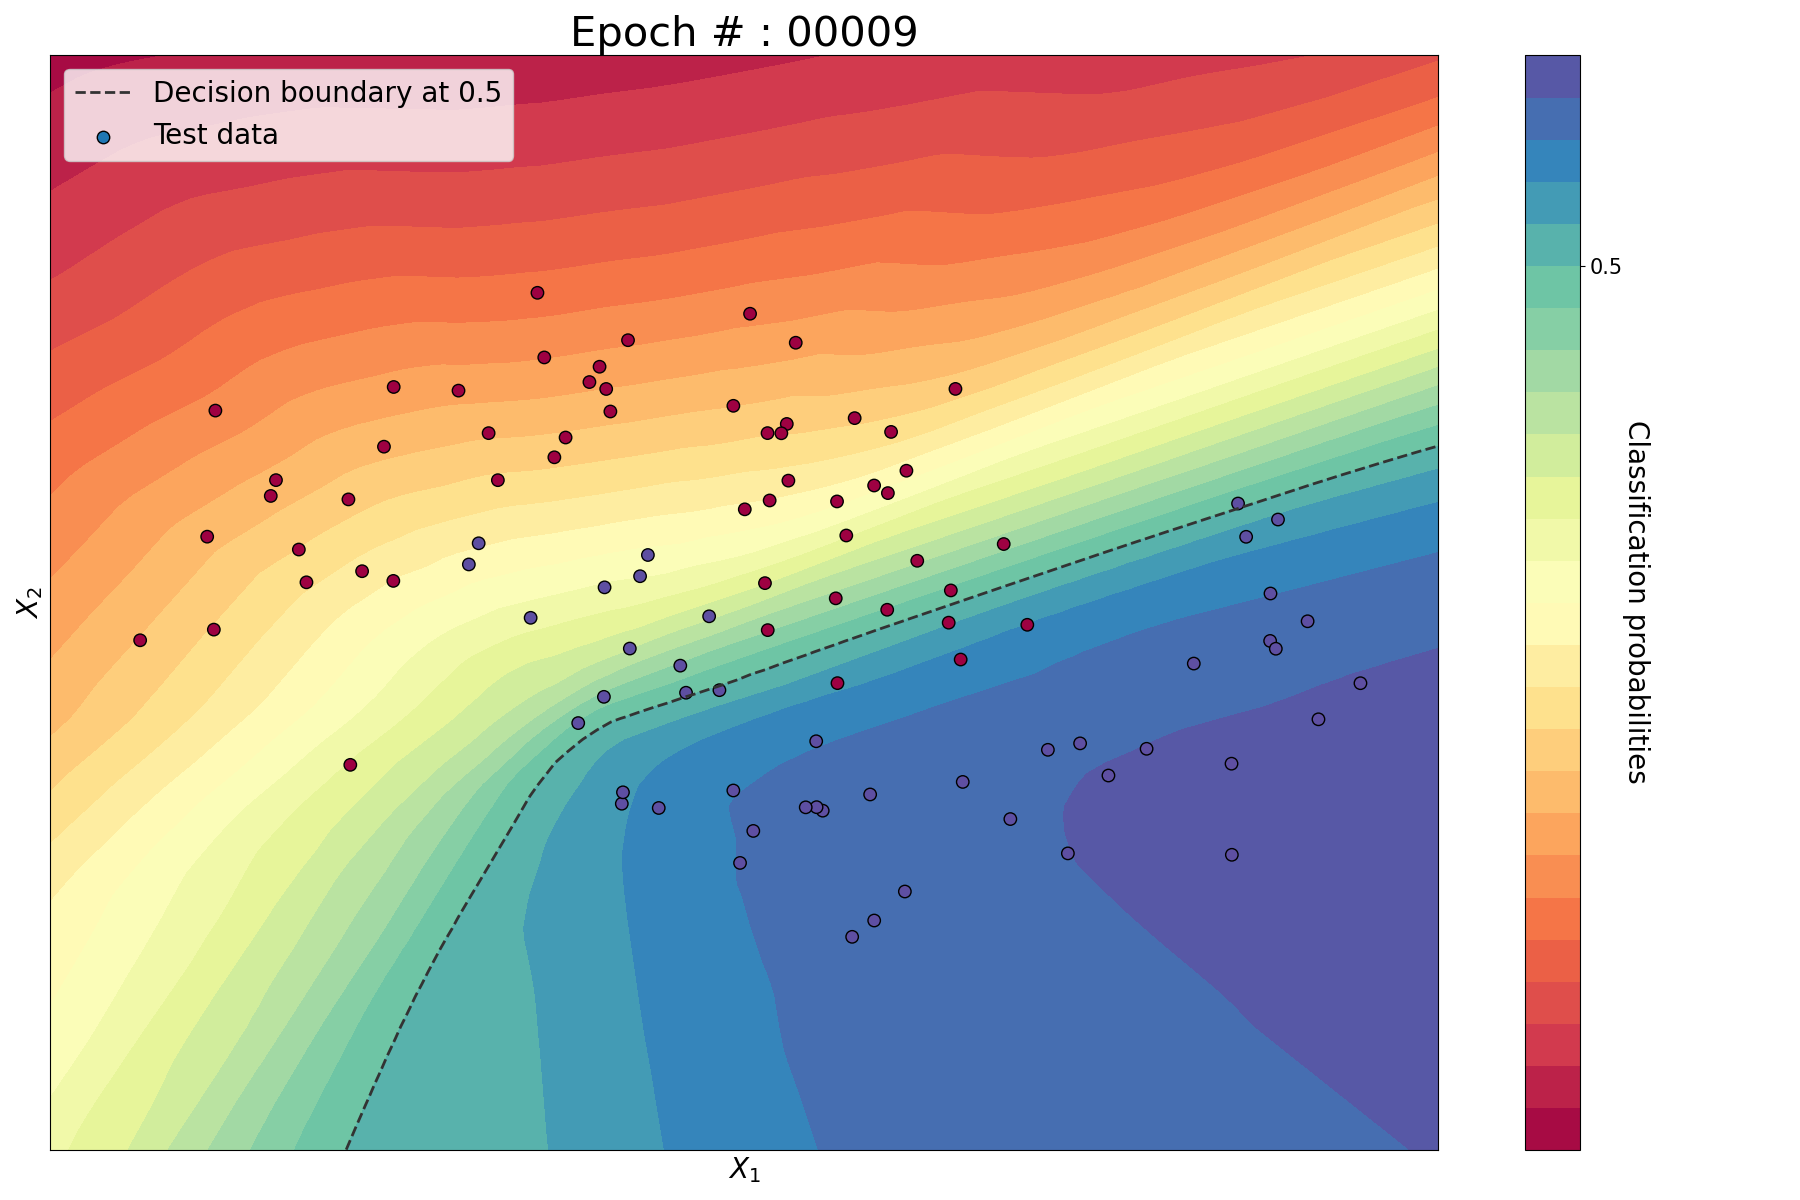 Epoch # : 00009
Decision boundary at 0.5
Test data
0.5
Classification probabilities
X₂
X₁